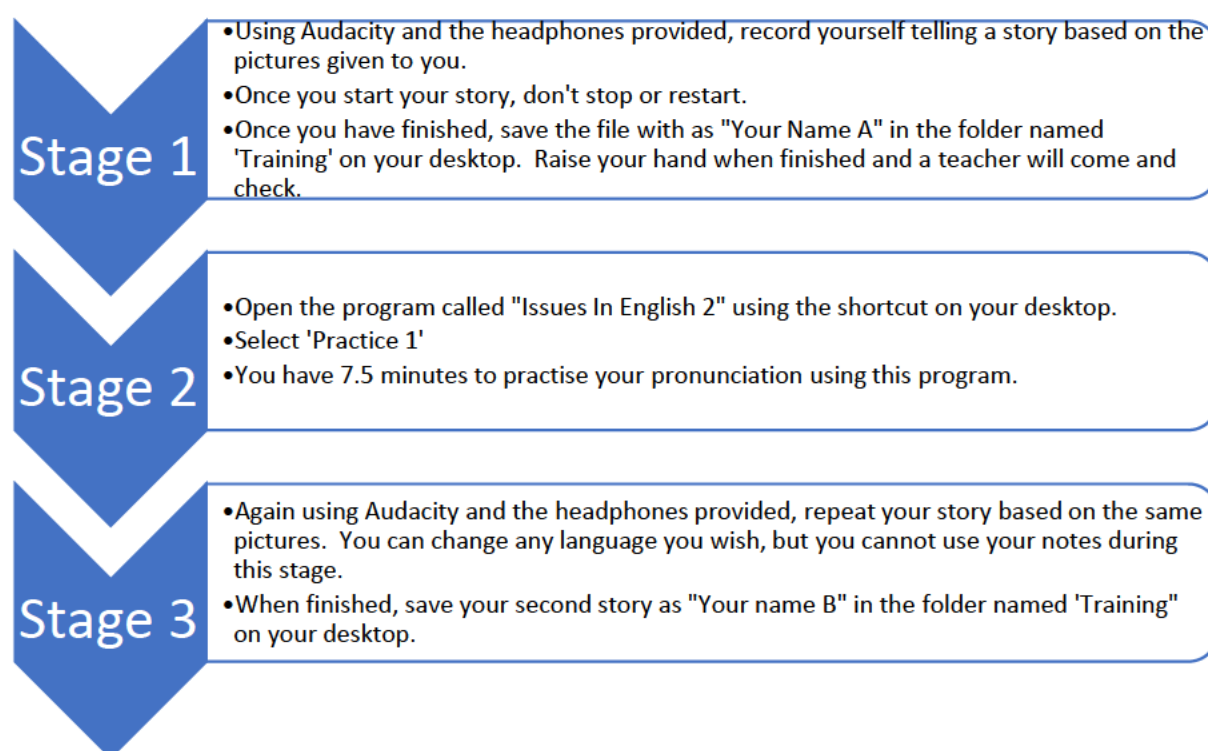 Stage 1
•Using Audacity and the headphones provided, record yourself telling a story based on the
pictures given to you.
•Once you start your story, don't stop or restart.
•Once you have finished, save the file with as "Your Name A" in the folder named
'Training' on your desktop.  Raise your hand when finished and a teacher will come and
check.
Stage 2
•Open the program called "Issues In English 2" using the shortcut on your desktop.
•Select 'Practice 1'
•You have 7.5 minutes to practise your pronunciation using this program.
Stage 3
•Again using Audacity and the headphones provided, repeat your story based on the same
pictures.  You can change any language you wish, but you cannot use your notes during
this stage.
•When finished, save your second story as "Your name B" in the folder named 'Training"
on your desktop.